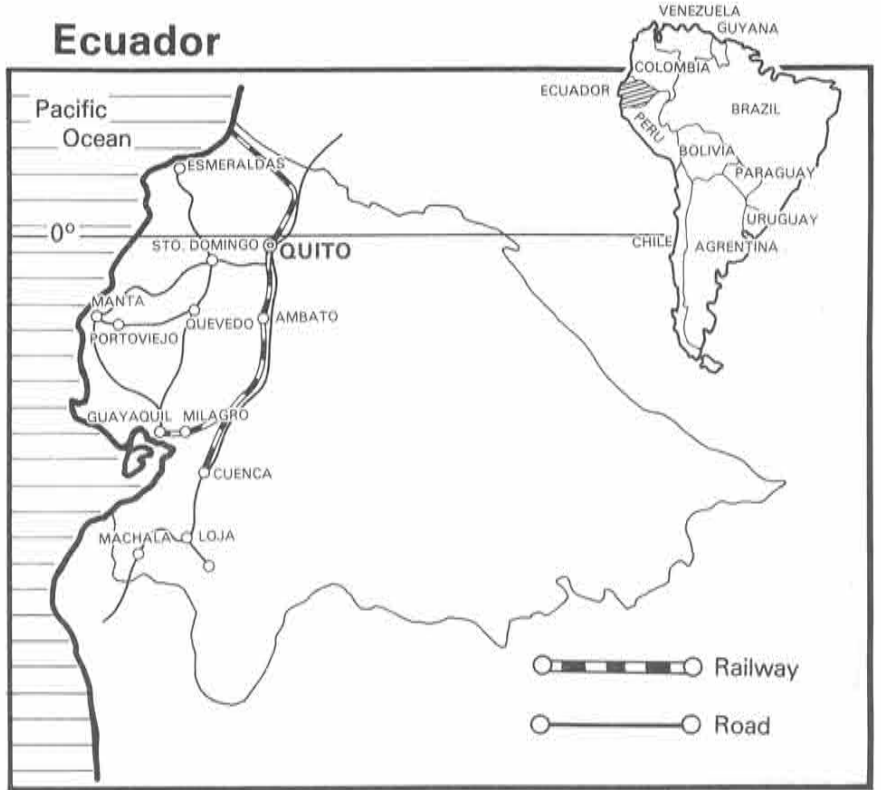 Ecuador
VENEZUELA
GUYANA
COLOMBIA
ECUADOR
BRAZIL
PERU
BOLIVIA
PARAGUAY
URUGUAY
CHILE
AGRENTINA
Pacific
Ocean
ESMERALDAS
0°
STO. DOMINGO
QUITO
MANTA
QUEVEDO
AMBATO
PORTOVIEJO
GUAYAQUIL
MILAGRO
CUENCA
MACHALA
LOJA
Railway
Road